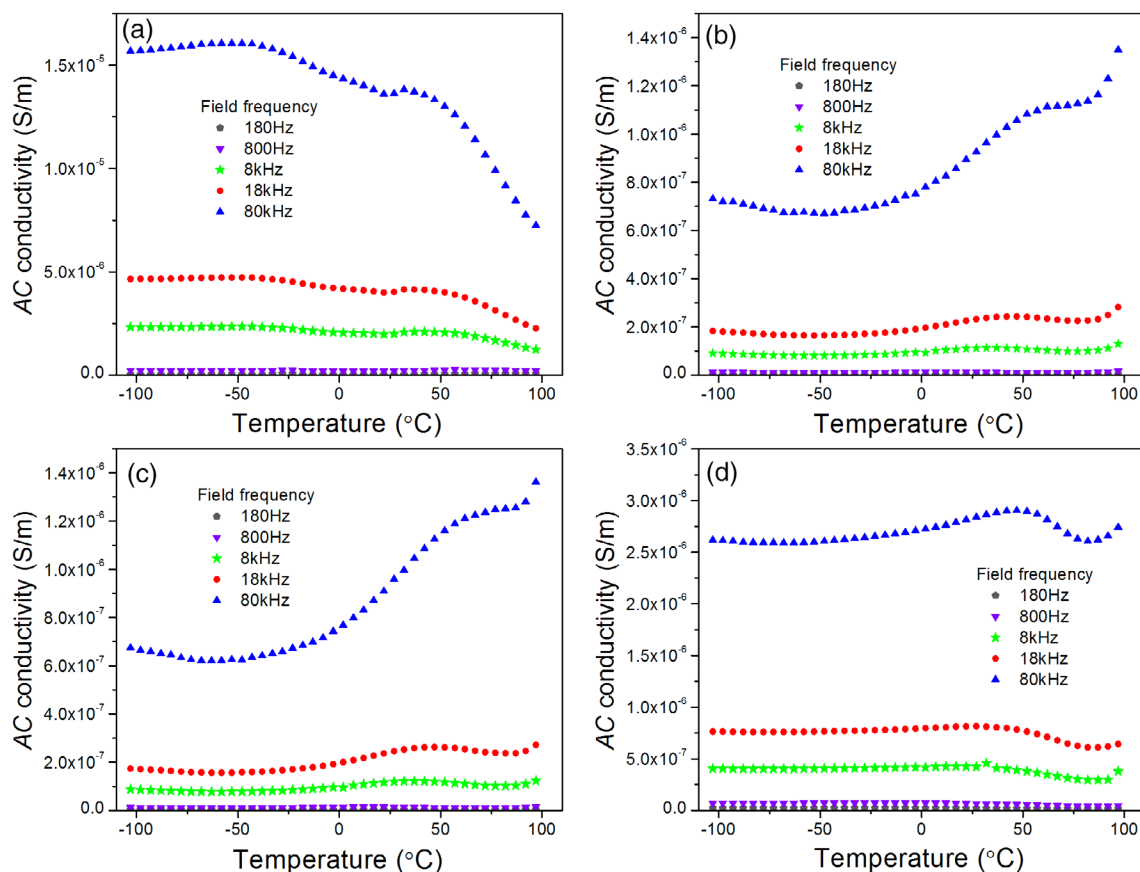 (a)
AC conductivity (S/m)
1.5x10⁻⁵
1.0x10⁻⁵
5.0x10⁻⁶
0.0
Field frequency
180Hz
800Hz
8kHz
18kHz
80kHz
-100 -50 0 50 100
Temperature (°C)
(b)
AC conductivity (S/m)
1.4x10⁻⁶
1.2x10⁻⁶
1.0x10⁻⁶
8.0x10⁻⁷
6.0x10⁻⁷
4.0x10⁻⁷
2.0x10⁻⁷
0.0
Field frequency
180Hz
800Hz
8kHz
18kHz
80kHz
-100 -50 0 50 100
Temperature (°C)
(c)
AC conductivity (S/m)
1.4x10⁻⁶
1.2x10⁻⁶
1.0x10⁻⁶
8.0x10⁻⁷
6.0x10⁻⁷
4.0x10⁻⁷
2.0x10⁻⁷
0.0
Field frequency
180Hz
800Hz
8kHz
18kHz
80kHz
-100 -50 0 50 100
Temperature (°C)
(d)
AC conductivity (S/m)
3.5x10⁻⁶
3.0x10⁻⁶
2.5x10⁻⁶
2.0x10⁻⁶
1.5x10⁻⁶
1.0x10⁻⁶
5.0x10⁻⁷
0.0
Field frequency
180Hz
800Hz
8kHz
18kHz
80kHz
-100 -50 0 50 100
Temperature (°C)